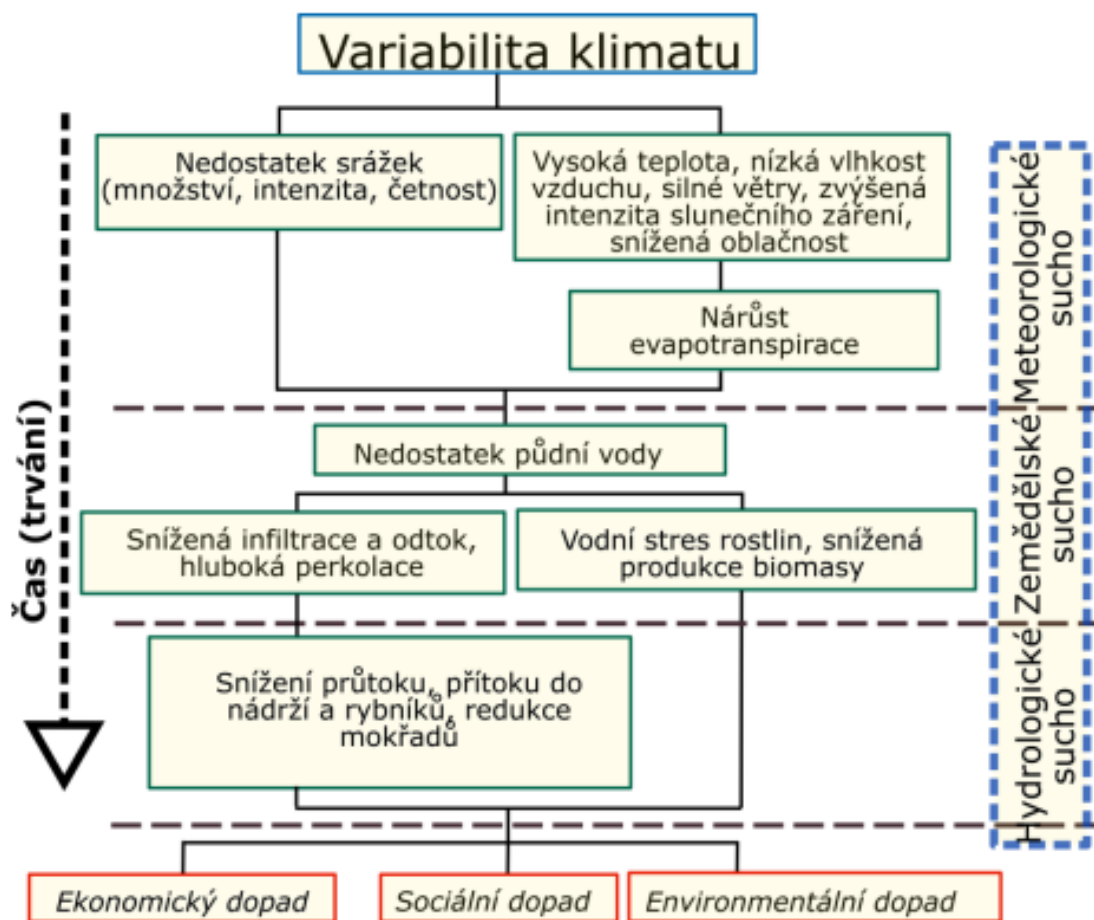 Variabilita klimatu
Nedostatek srážek
(množství, intenzita, četnost)
Vysoká teplota, nízká vlhkost
vzduchu, silné větry, zvýšená
intenzita slunečního záření,
snížená oblačnost
Nárůst
evapotranspirace
Nedostatek půdní vody
Snížená infiltrace a odtok,
hluboká perkolace
Vodní stres rostlin, snížená
produkce biomasy
Snížení průtoku, přítoku do
nádrží a rybníků, redukce
mokřadů
Ekonomický dopad
Sociální dopad
Environmentální dopad
Čas (trvání)
Meteorologické
sucho
Zemědělské
sucho
Hydrologické
sucho